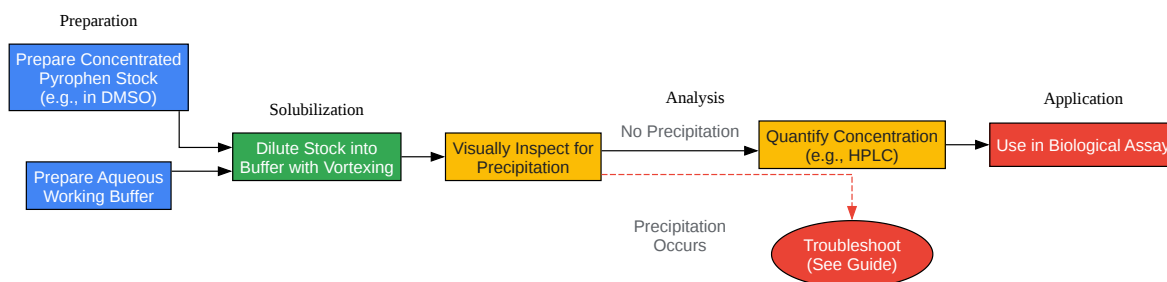 Preparation
Prepare Concentrated
Pyrophen Stock
(e.g., in DMSO)
Prepare Aqueous
Working Buffer
Solubilization
Dilute Stock into
Buffer with Vortexing
Analysis
Visually Inspect for
Precipitation
No Precipitation
Quantify Concentration
(e.g., HPLC)
Precipitation
Occurs
Troubleshoot
(See Guide)
Application
Use in Biological Assay